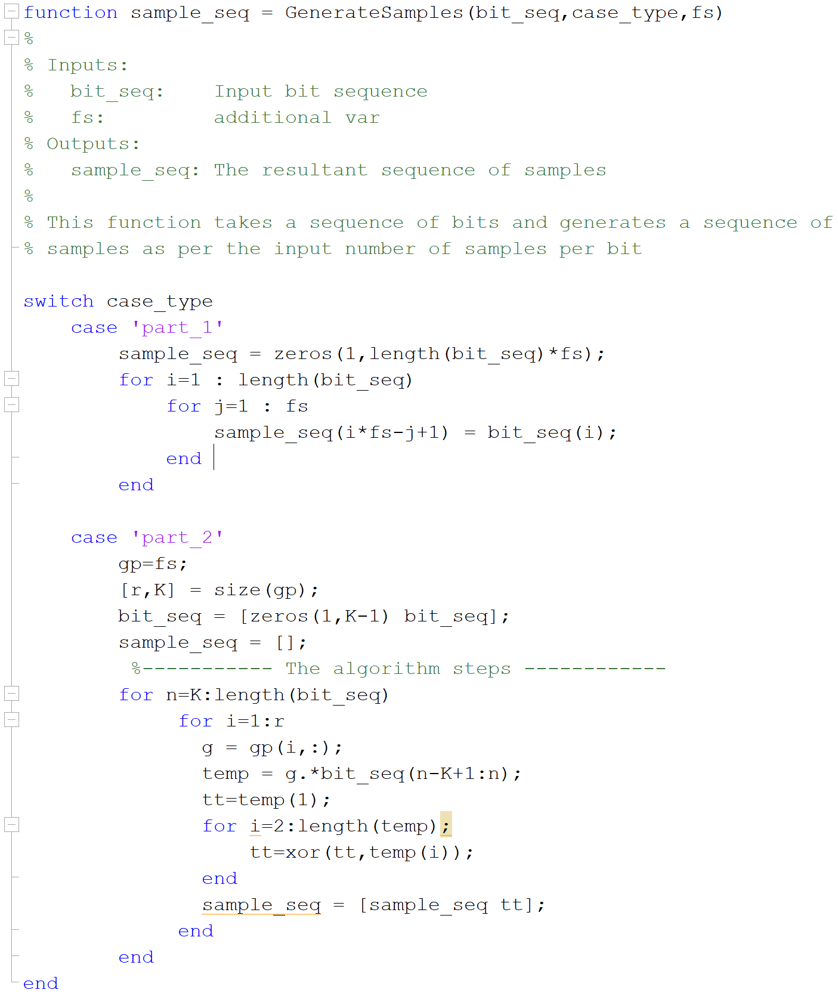 function sample_seq = GenerateSamples(bit_seq,case_type,fs)
%
% Inputs:
%   bit_seq:    Input bit sequence
%   fs:         additional var
% Outputs:
%   sample_seq: The resultant sequence of samples
%
% This function takes a sequence of bits and generates a sequence of
% samples as per the input number of samples per bit

switch case_type
    case 'part_1'
        sample_seq = zeros(1,length(bit_seq)*fs);
        for i=1 : length(bit_seq)
            for j=1 : fs
                sample_seq(i*fs-j+1) = bit_seq(i);
            end
        end

    case 'part_2'
        gp=fs;
        [r,K] = size(gp);
        bit_seq = [zeros(1,K-1) bit_seq];
        sample_seq = [];
         %----------- The algorithm steps ------------
        for n=K:length(bit_seq)
             for i=1:r
               g = gp(i,:);
               temp = g.*bit_seq(n-K+1:n);
               tt=temp(1);
               for i=2:length(temp);
                   tt=xor(tt,temp(i));
               end
               sample_seq = [sample_seq tt];
             end
        end
end